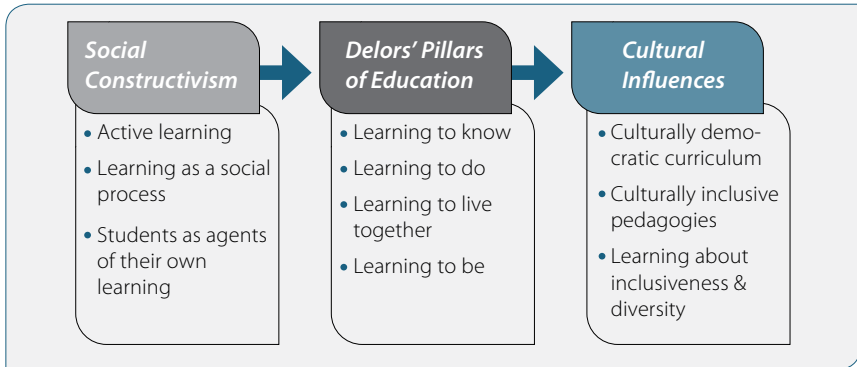 Social
Constructivism
• Active learning
• Learning as a social
process
• Students as agents
of their own
learning
Delors’ Pillars
of Education
• Learning to know
• Learning to do
• Learning to live
together
• Learning to be
Cultural
Influences
• Culturally demo-
cratic curriculum
• Culturally inclusive
pedagogies
• Learning about
inclusiveness &
diversity